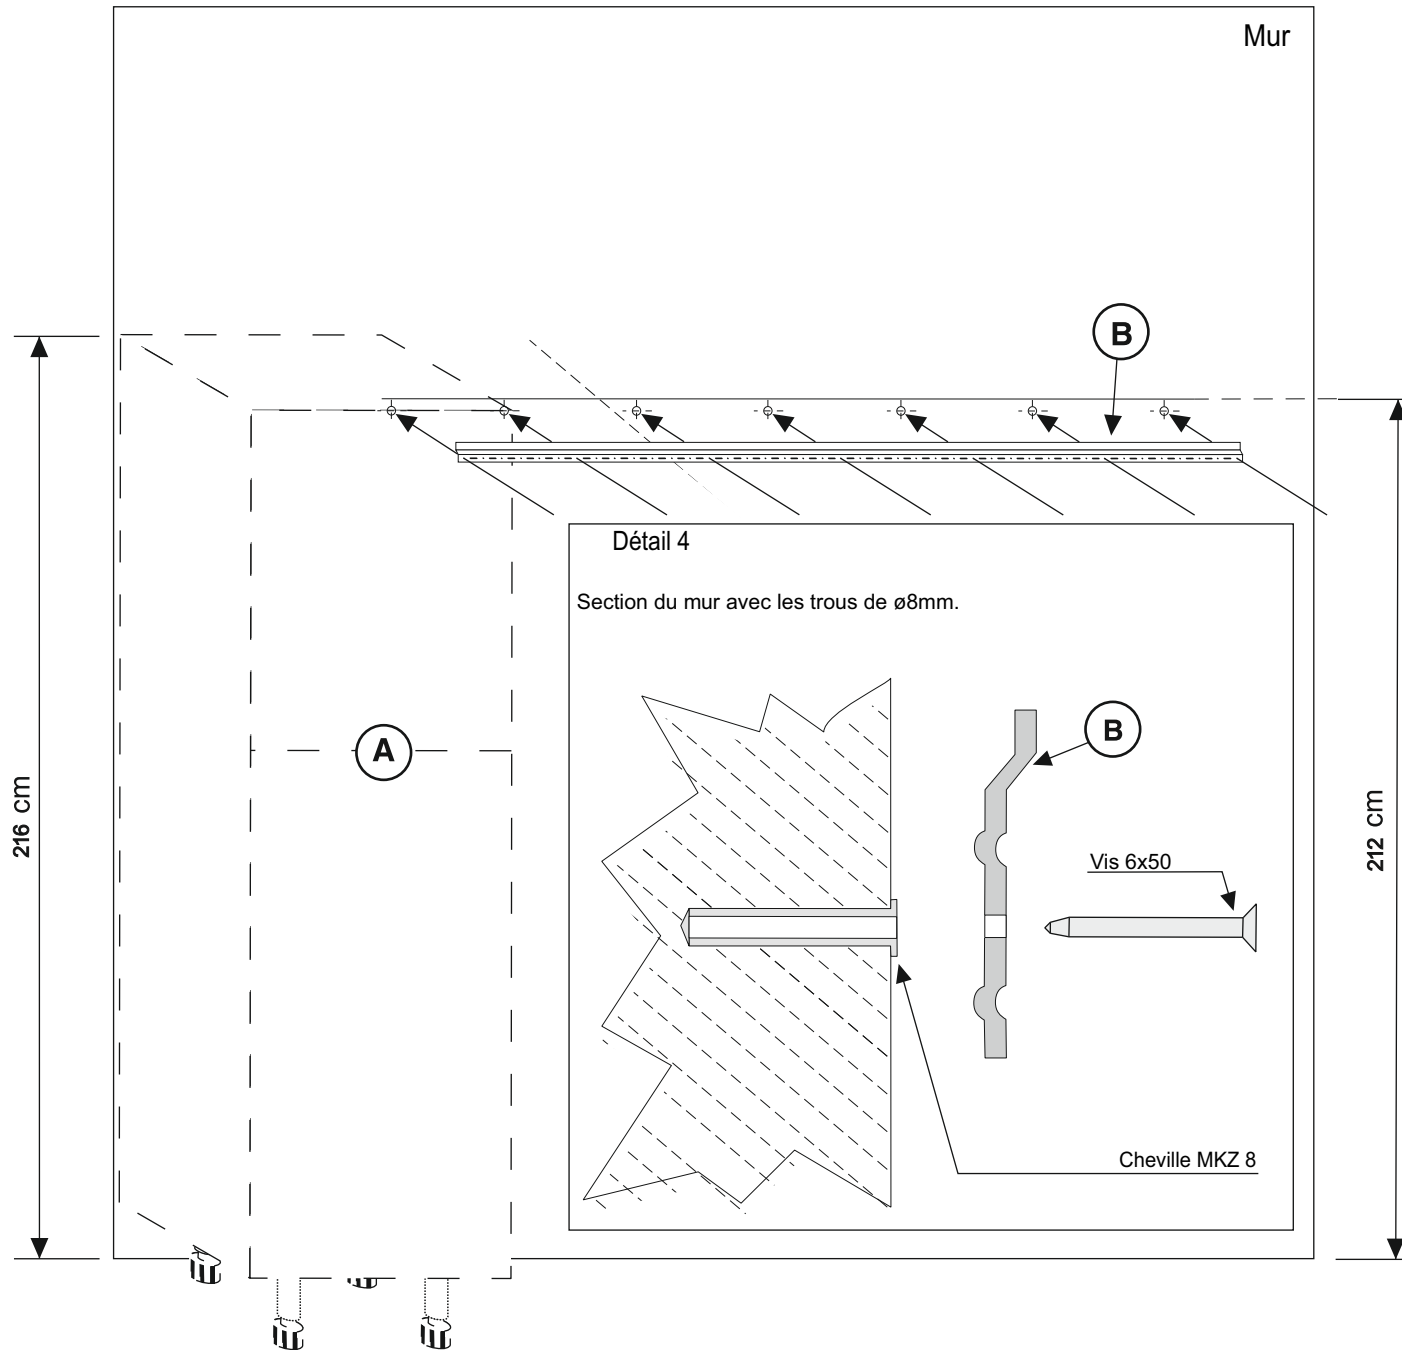 Mur
B
Détail 4
Section du mur avec les trous de ø8mm.
A
B
216 cm
212 cm
Vis 6x50
Cheville MKZ 8